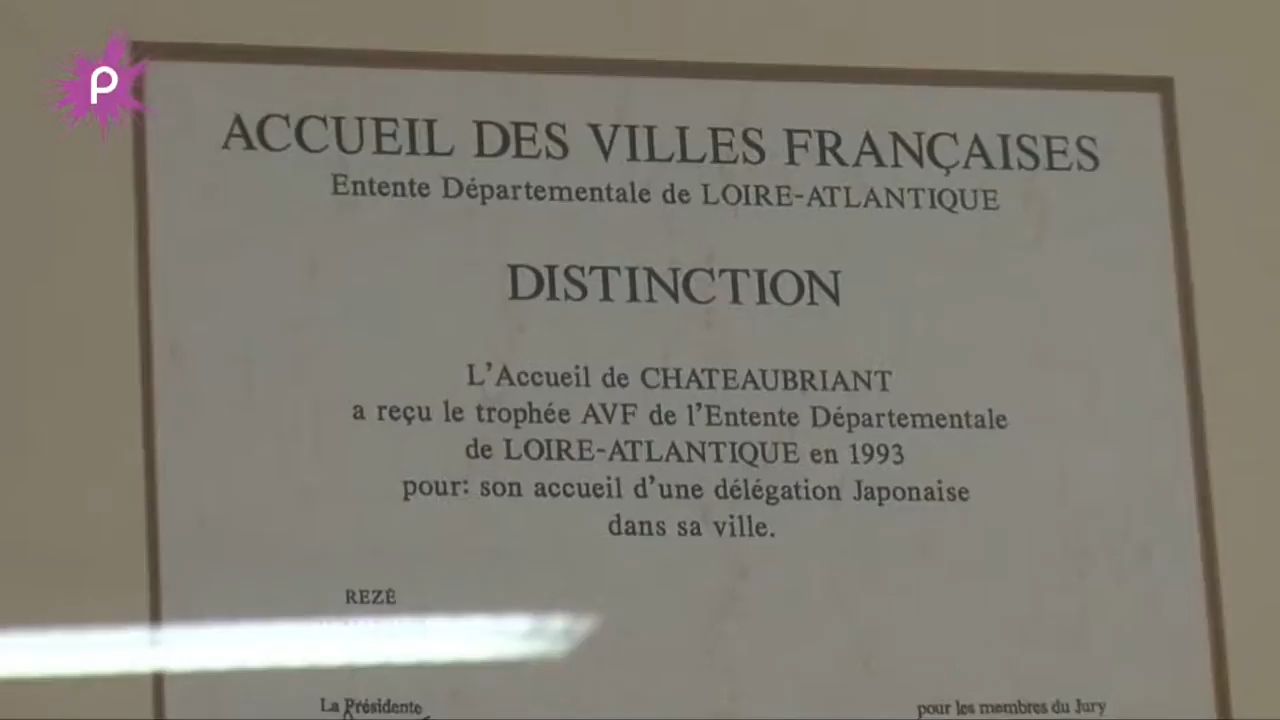 ρ
ACCUEIL DES VILLES FRANÇAISES
Entente Départementale de LOIRE-ATLANTIQUE
DISTINCTION
L'Accueil de CHATEAUBRIANT
a reçu le trophée AVF de l'Entente Départementale
de LOIRE-ATLANTIQUE en 1993
pour: son accueil d'une délégation Japonaise
dans sa ville.
REZÉ
La Présidente
pour les membres du Jury